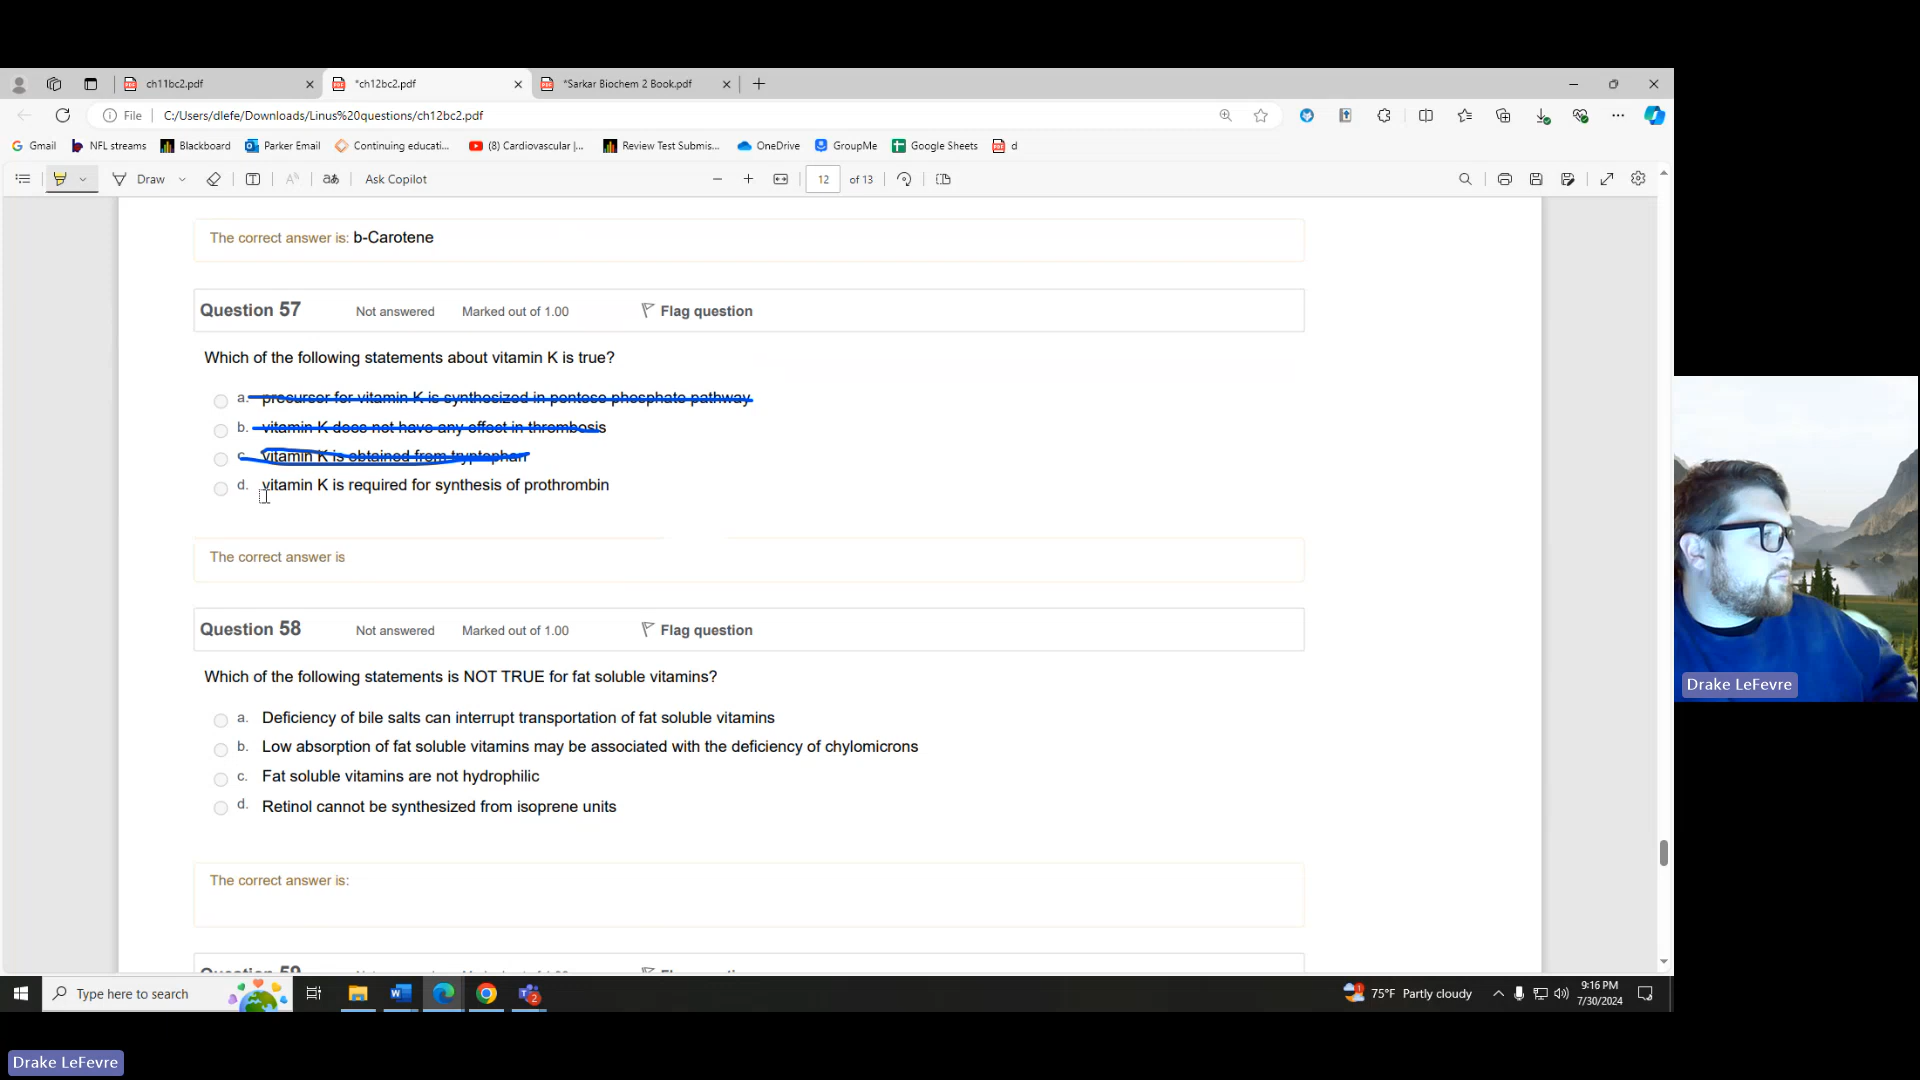 ch11bc2.pdf
*ch12bc2.pdf
*Sarkar Biochem 2 Book.pdf
File
C:/Users/dlefe/Downloads/Linus%20questions/ch12bc2.pdf
Gmail
NFL streams
Blackboard
Parker Email
Continuing educati...
(8) Cardiovascular |...
Review Test Submis...
OneDrive
GroupMe
Google Sheets
d
Draw
aあ
Ask Copilot
12 of 13
The correct answer is: b-Carotene
Question 57 Not answered Marked out of 1.00 Flag question
Which of the following statements about vitamin K is true?
a. precursor for vitamin K is synthesized in pentose phosphate pathway
b. vitamin K does not have any effect in thrombosis
c. vitamin K is obtained from tryptophan
d. vitamin K is required for synthesis of prothrombin
The correct answer is
Question 58 Not answered Marked out of 1.00 Flag question
Which of the following statements is NOT TRUE for fat soluble vitamins?
a. Deficiency of bile salts can interrupt transportation of fat soluble vitamins
b. Low absorption of fat soluble vitamins may be associated with the deficiency of chylomicrons
c. Fat soluble vitamins are not hydrophilic
d. Retinol cannot be synthesized from isoprene units
The correct answer is:
Question 59
Drake LeFevre
Type here to search
75°F Partly cloudy
9:16 PM
7/30/2024
Drake LeFevre